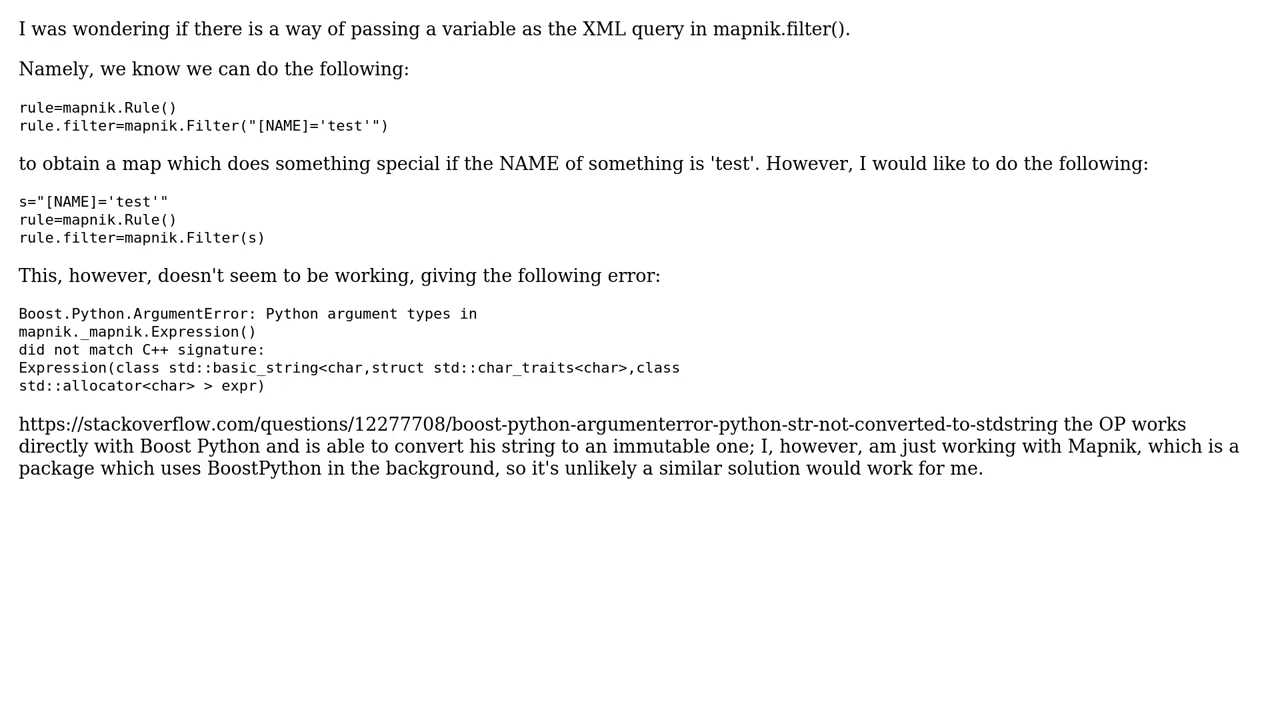 I was wondering if there is a way of passing a variable as the XML query in mapnik.filter().
Namely, we know we can do the following:
rule=mapnik.Rule()
rule.filter=mapnik.Filter("[NAME]='test'")
to obtain a map which does something special if the NAME of something is 'test'. However, I would like to do the following:
s="[NAME]='test'"
rule=mapnik.Rule()
rule.filter=mapnik.Filter(s)
This, however, doesn't seem to be working, giving the following error:
Boost.Python.ArgumentError: Python argument types in
mapnik._mapnik.Expression()
did not match C++ signature:
Expression(class std::basic_string<char,struct std::char_traits<char>,class
std::allocator<char> > expr)
https://stackoverflow.com/questions/12277708/boost-python-argumenterror-python-str-not-converted-to-stdstring the OP works
directly with Boost Python and is able to convert his string to an immutable one; I, however, am just working with Mapnik, which is a
package which uses BoostPython in the background, so it's unlikely a similar solution would work for me.